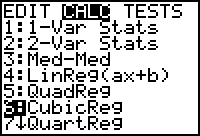 EDIT CALC TESTS
1:1-Var Stats
2:2-Var Stats
3:Med-Med
4:LinReg(ax+b)
5:QuadReg
6:CubicReg
7↓QuartReg